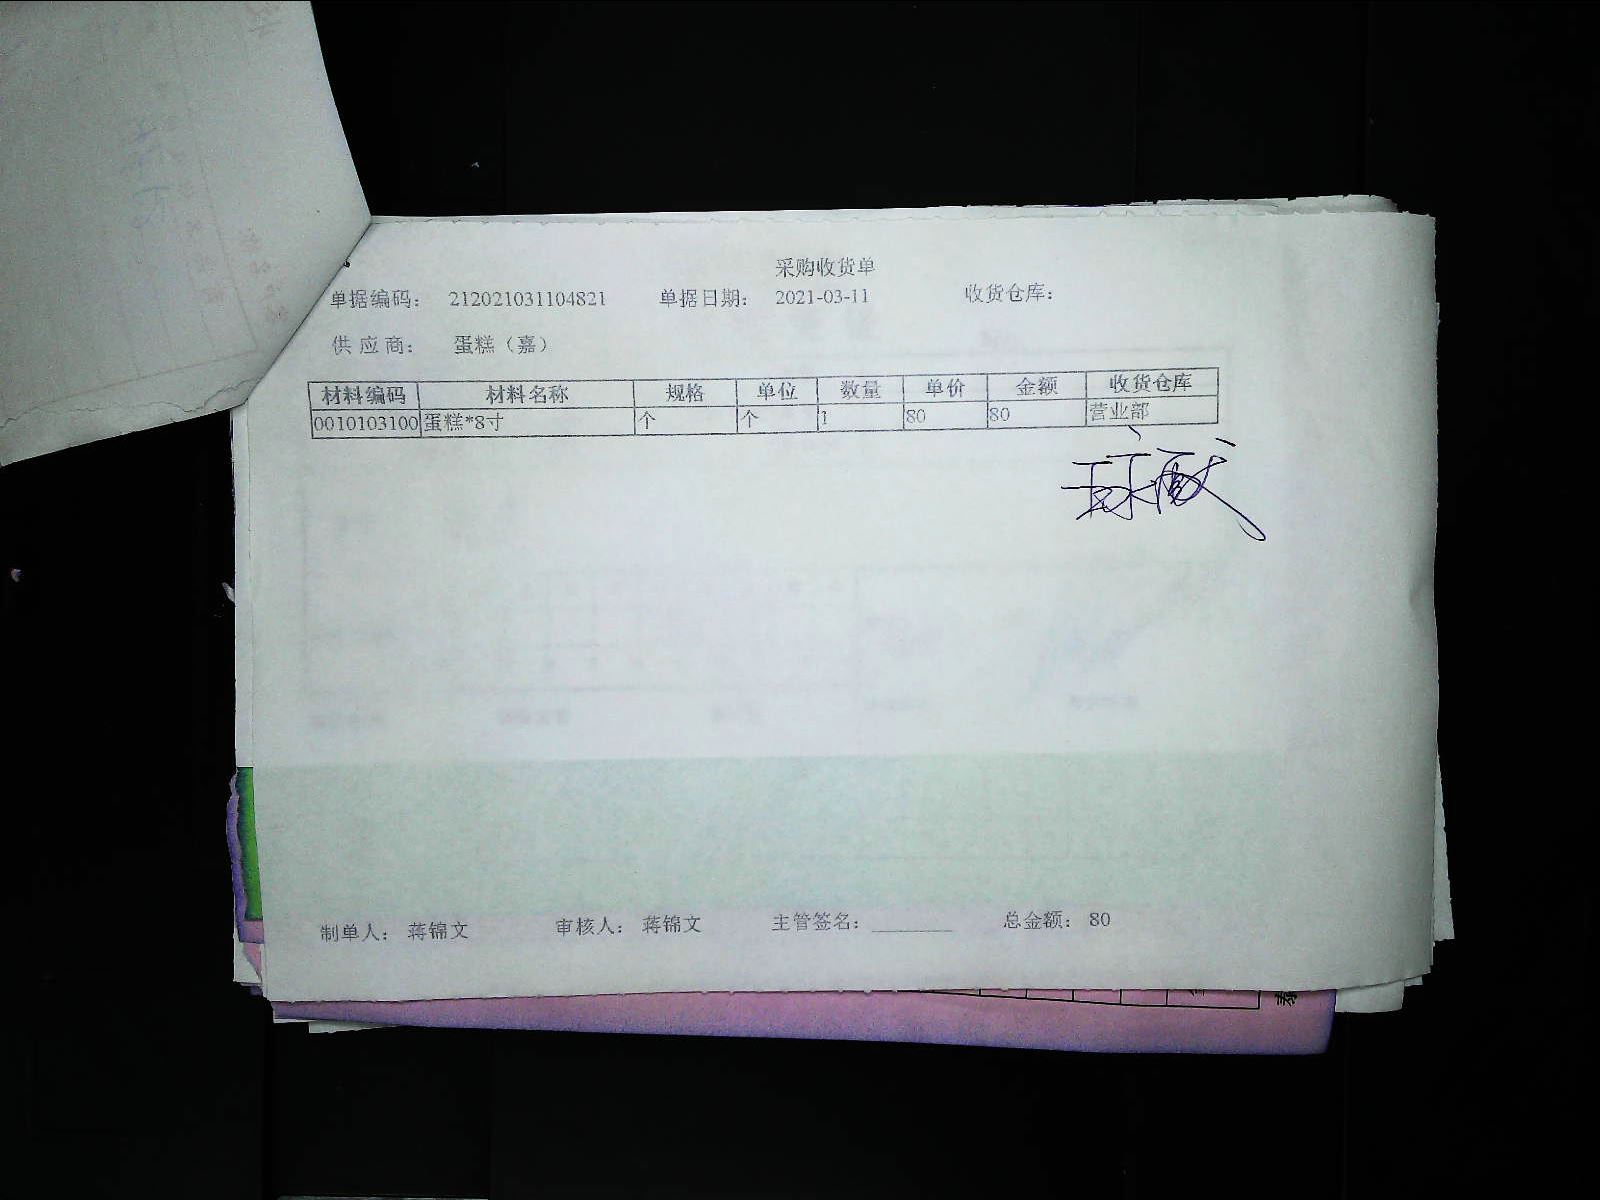 采购收货单
单据编码： 212021031104821 单据日期： 2021-03-11 收货仓库：
供 应 商： 蛋糕（嘉）
材料编码 材料名称 规格 单位 数量 单价 金额 收货仓库
0010103100 蛋糕*8寸 个 个 1 80 80 营业部
制单人： 蒋锦文 审核人： 蒋锦文 主管签名： ________ 总金额： 80